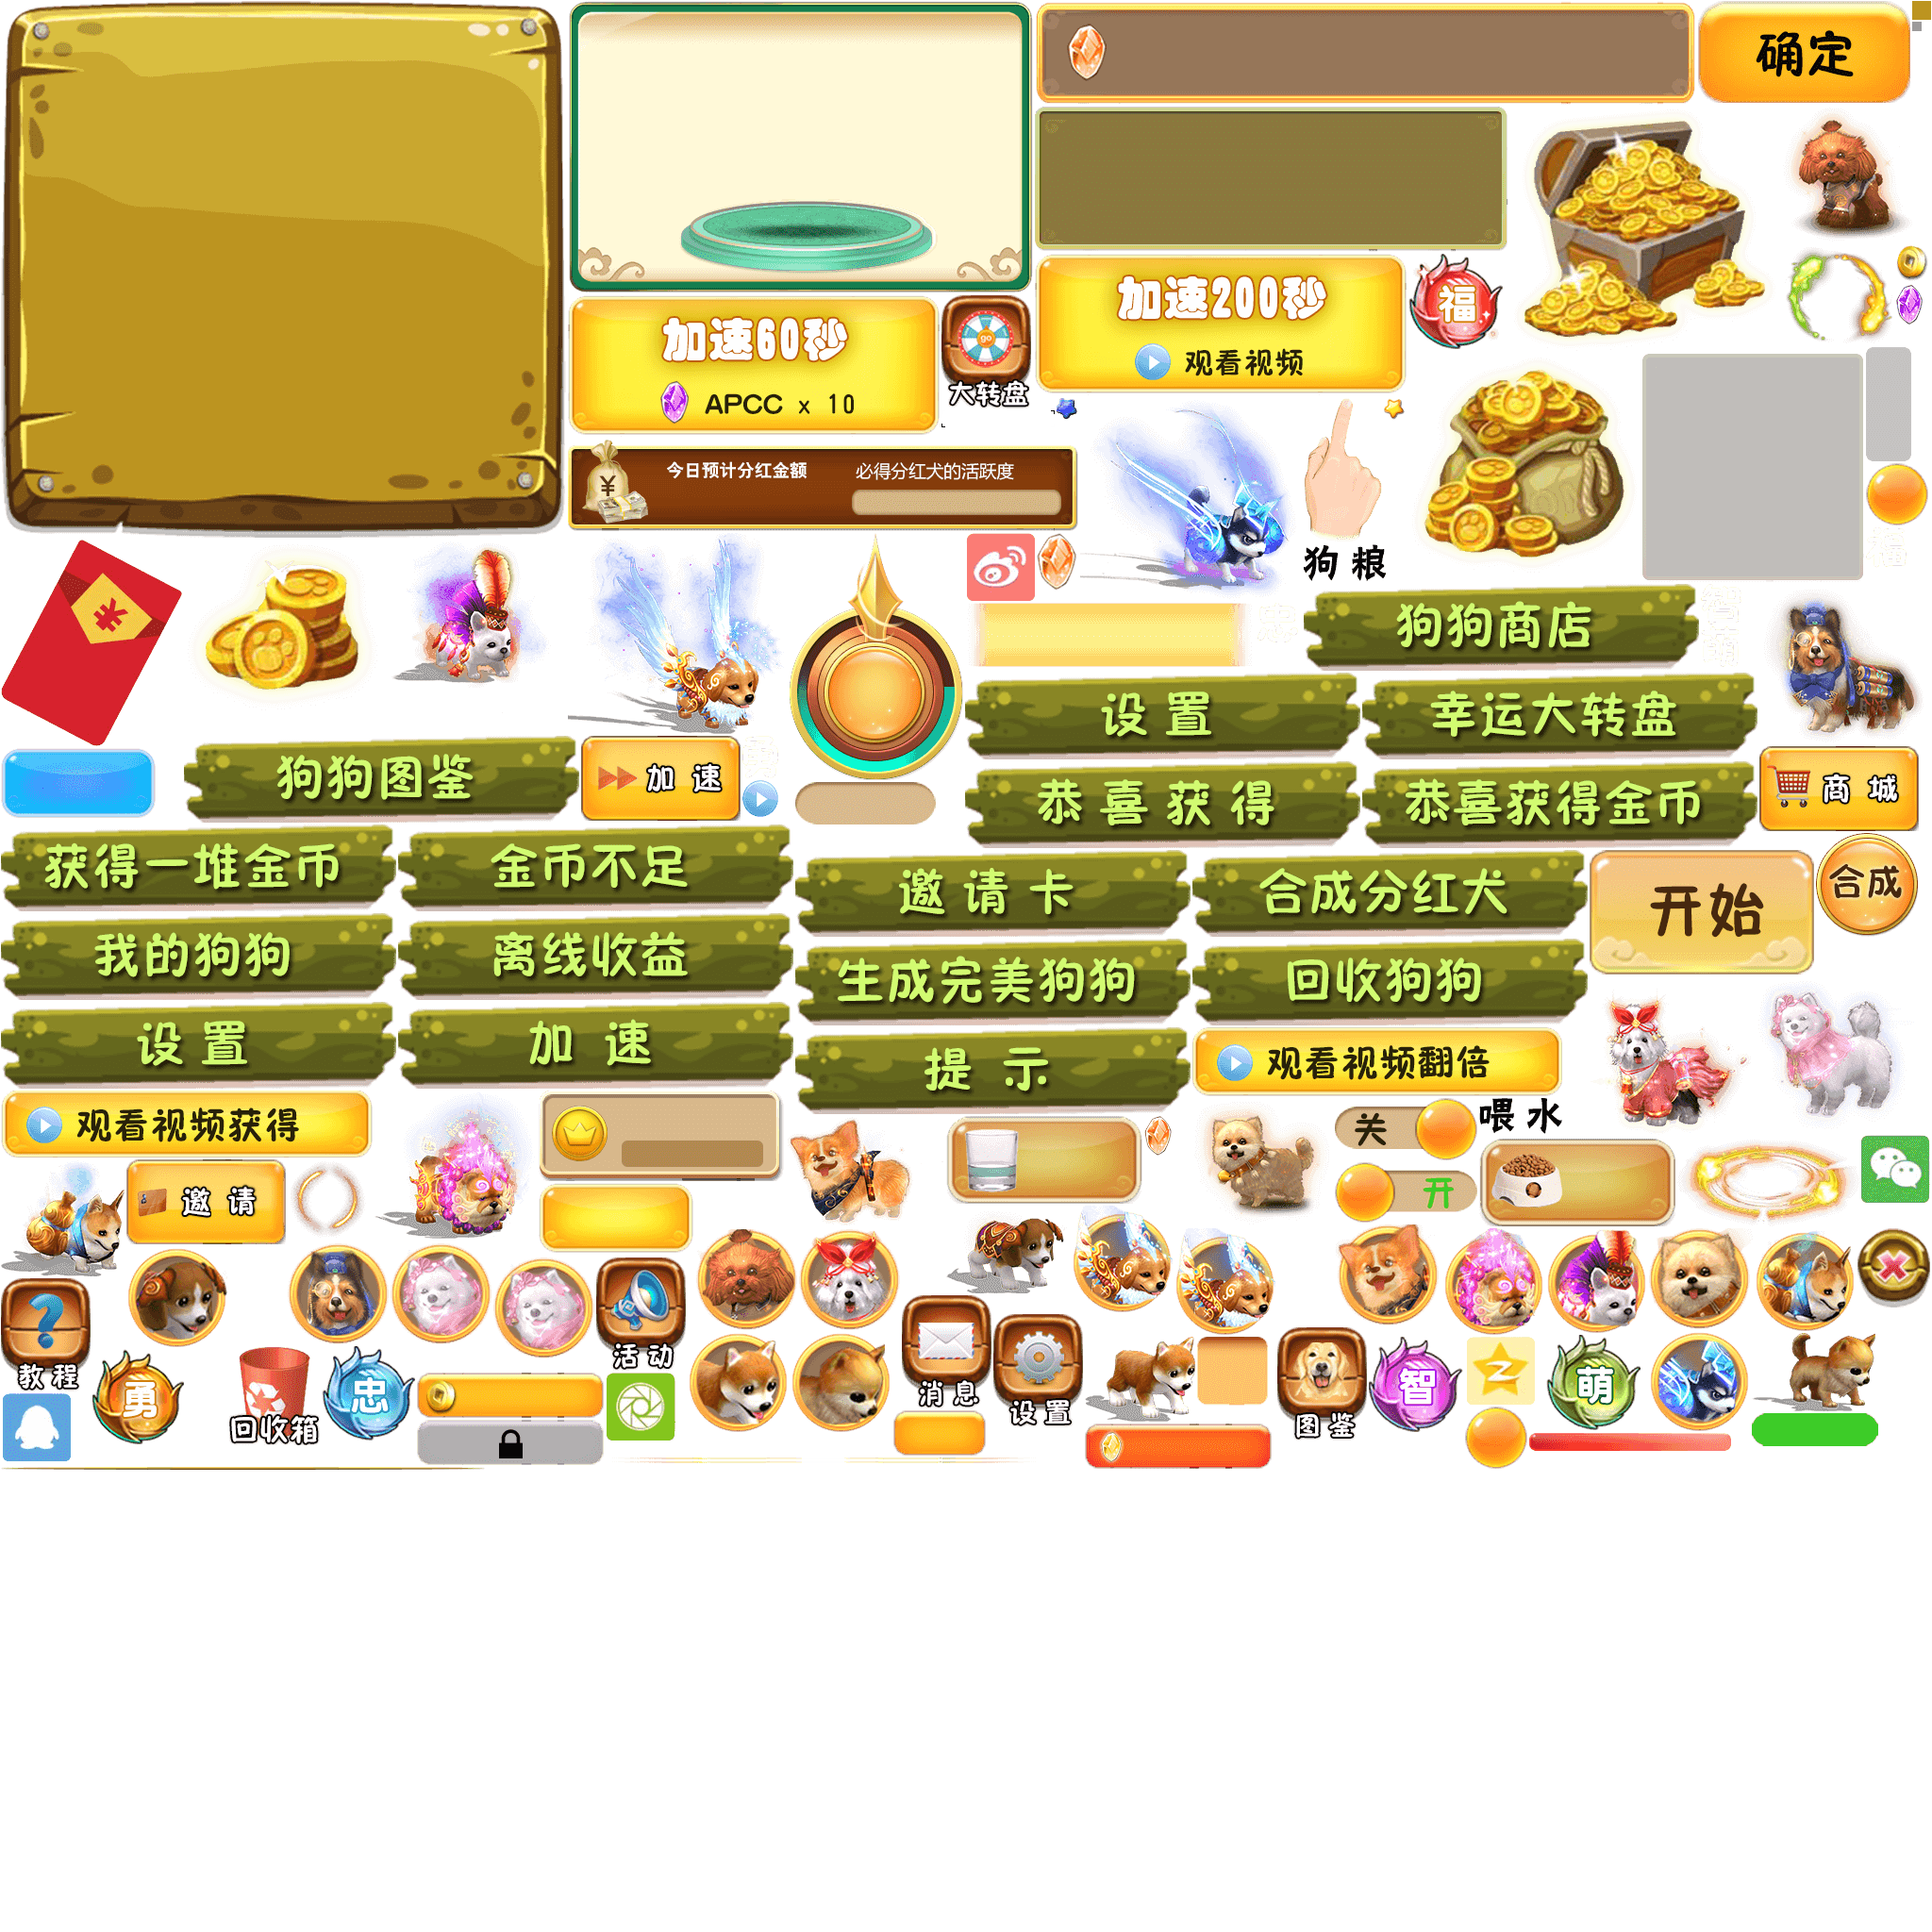 确定
加速60秒
APCC x 10
大转盘
加速200秒
观看视频
福
今日预计分红金额
必得分红犬的活跃度
¥
狗 粮
¥
狗狗商店
设 置
幸运大转盘
狗狗图鉴
加 速
恭 喜 获 得
恭喜获得金币
商 城
获得一堆金币
金币不足
邀 请 卡
合成分红犬
开始
合成
我的狗狗
离线收益
生成完美狗狗
回收狗狗
设 置
加 速
提 示
观看视频翻倍
观看视频获得
关
喂 水
邀 请
开
教 程
活 动
消 息
设 置
图 鉴
勇
回收箱
忠
智
萌